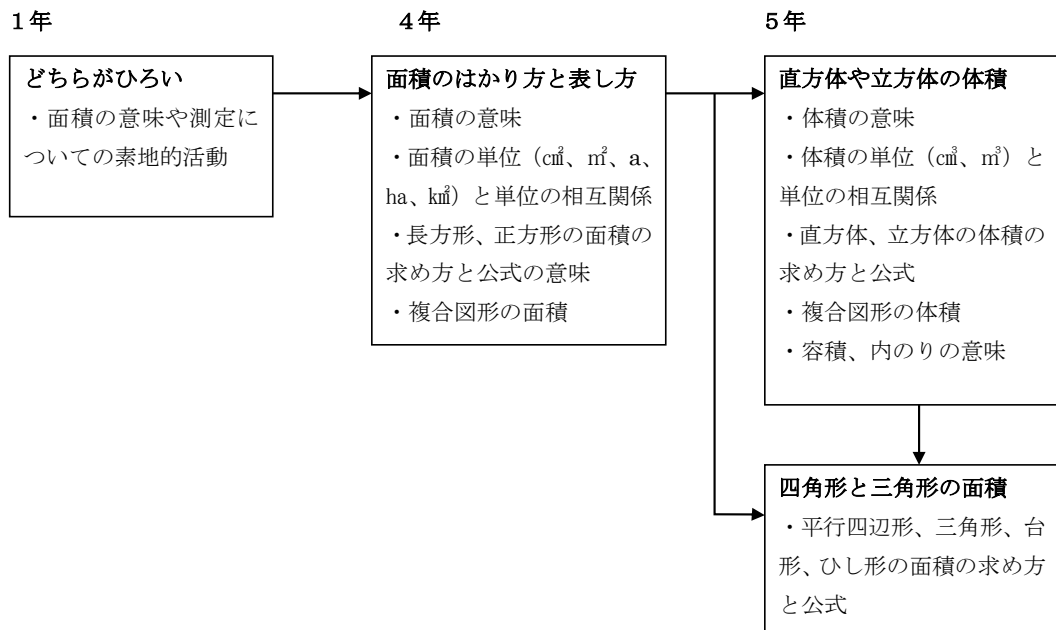 1年
4年
5年
どちらがひろい
・面積の意味や測定に
ついての素地的活動
面積のはかり方と表し方
・面積の意味
・面積の単位（㎠、㎡、a、
ha、㎢）と単位の相互関係
・長方形、正方形の面積の
求め方と公式の意味
・複合図形の面積
直方体や立方体の体積
・体積の意味
・体積の単位（㎤、㎥）と
単位の相互関係
・直方体、立方体の体積の
求め方と公式
・複合図形の体積
・容積、内のりの意味
四角形と三角形の面積
・平行四辺形、三角形、台
形、ひし形の面積の求め方
と公式